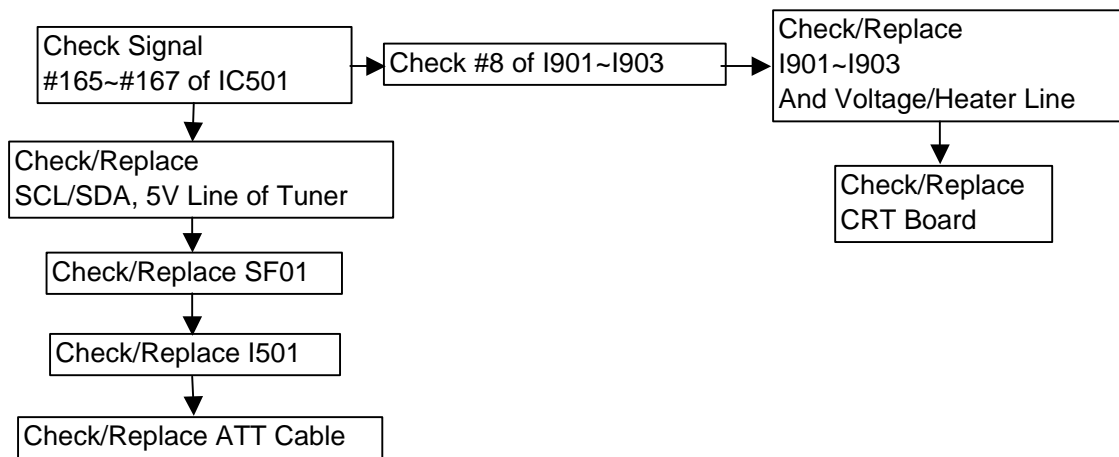 Check Signal
#165~#167 of IC501
Check #8 of I901~I903
Check/Replace
I901~I903
And Voltage/Heater Line
Check/Replace
SCL/SDA, 5V Line of Tuner
Check/Replace
CRT Board
Check/Replace SF01
Check/Replace I501
Check/Replace ATT Cable